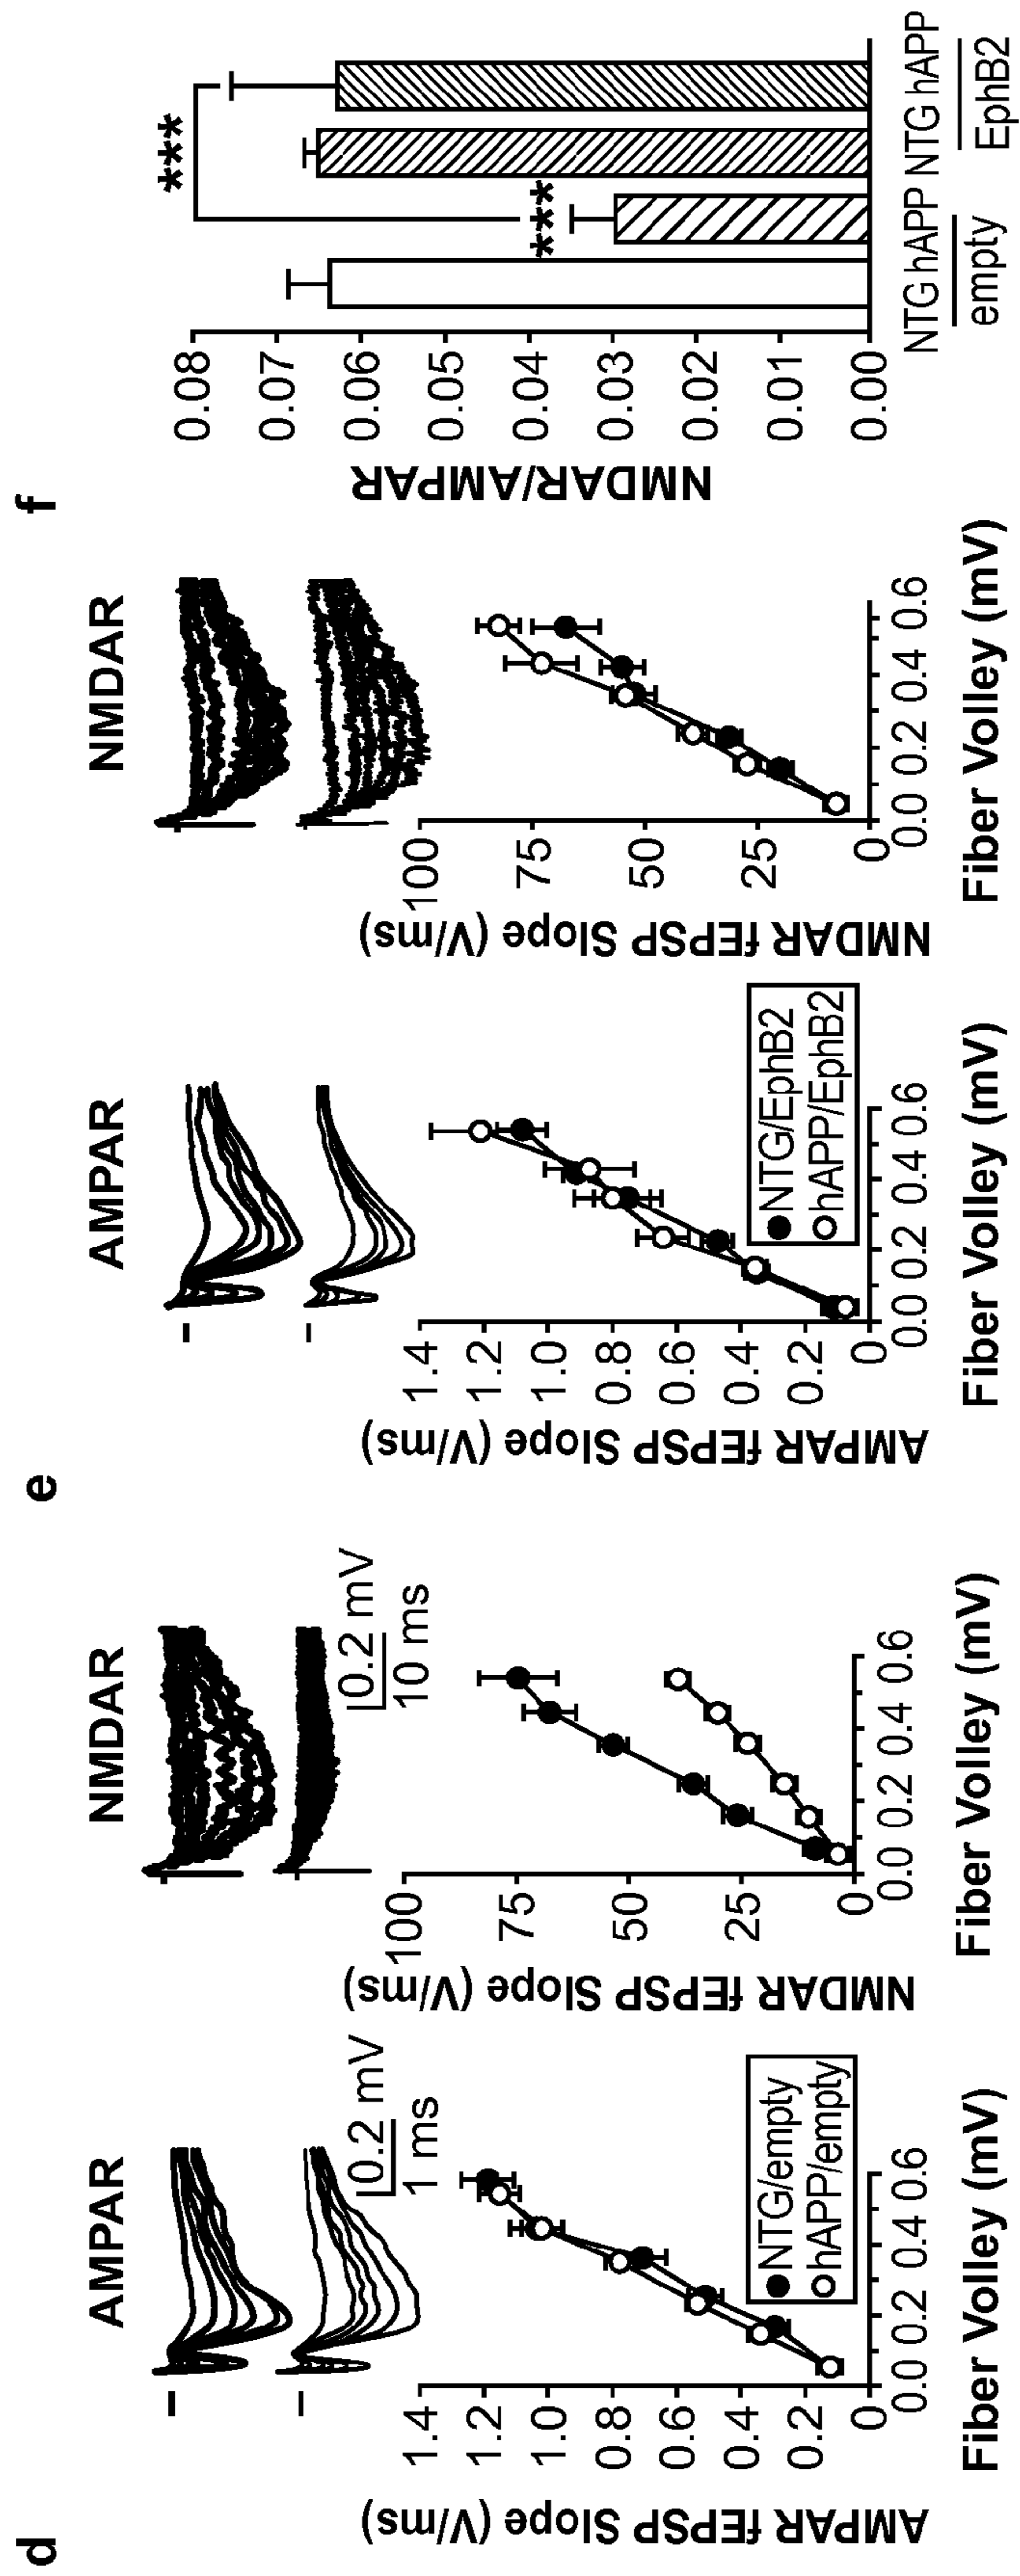 d
AMPAR
0.2 mV
1 ms
AMPAR fEPSP Slope (V/ms)
1.4
1.2
1.0
0.8
0.6
0.4
0.2
0
NTG/empty
hAPP/empty
0.0 0.2 0.4 0.6
Fiber Volley (mV)
NMDAR
0.2 mV
10 ms
NMDAR fEPSP Slope (V/ms)
100
75
50
25
0
0.0 0.2 0.4 0.6
Fiber Volley (mV)
e
AMPAR
AMPAR fEPSP Slope (V/ms)
1.4
1.2
1.0
0.8
0.6
0.4
0.2
0
NTG/EphB2
hAPP/EphB2
0.0 0.2 0.4 0.6
Fiber Volley (mV)
NMDAR
NMDAR fEPSP Slope (V/ms)
100
75
50
25
0
0.0 0.2 0.4 0.6
Fiber Volley (mV)
f
NMDAR/AMPAR
0.08
0.07
0.06
0.05
0.04
0.03
0.02
0.01
0.00
***
***
NTG hAPP NTG hAPP
empty EphB2